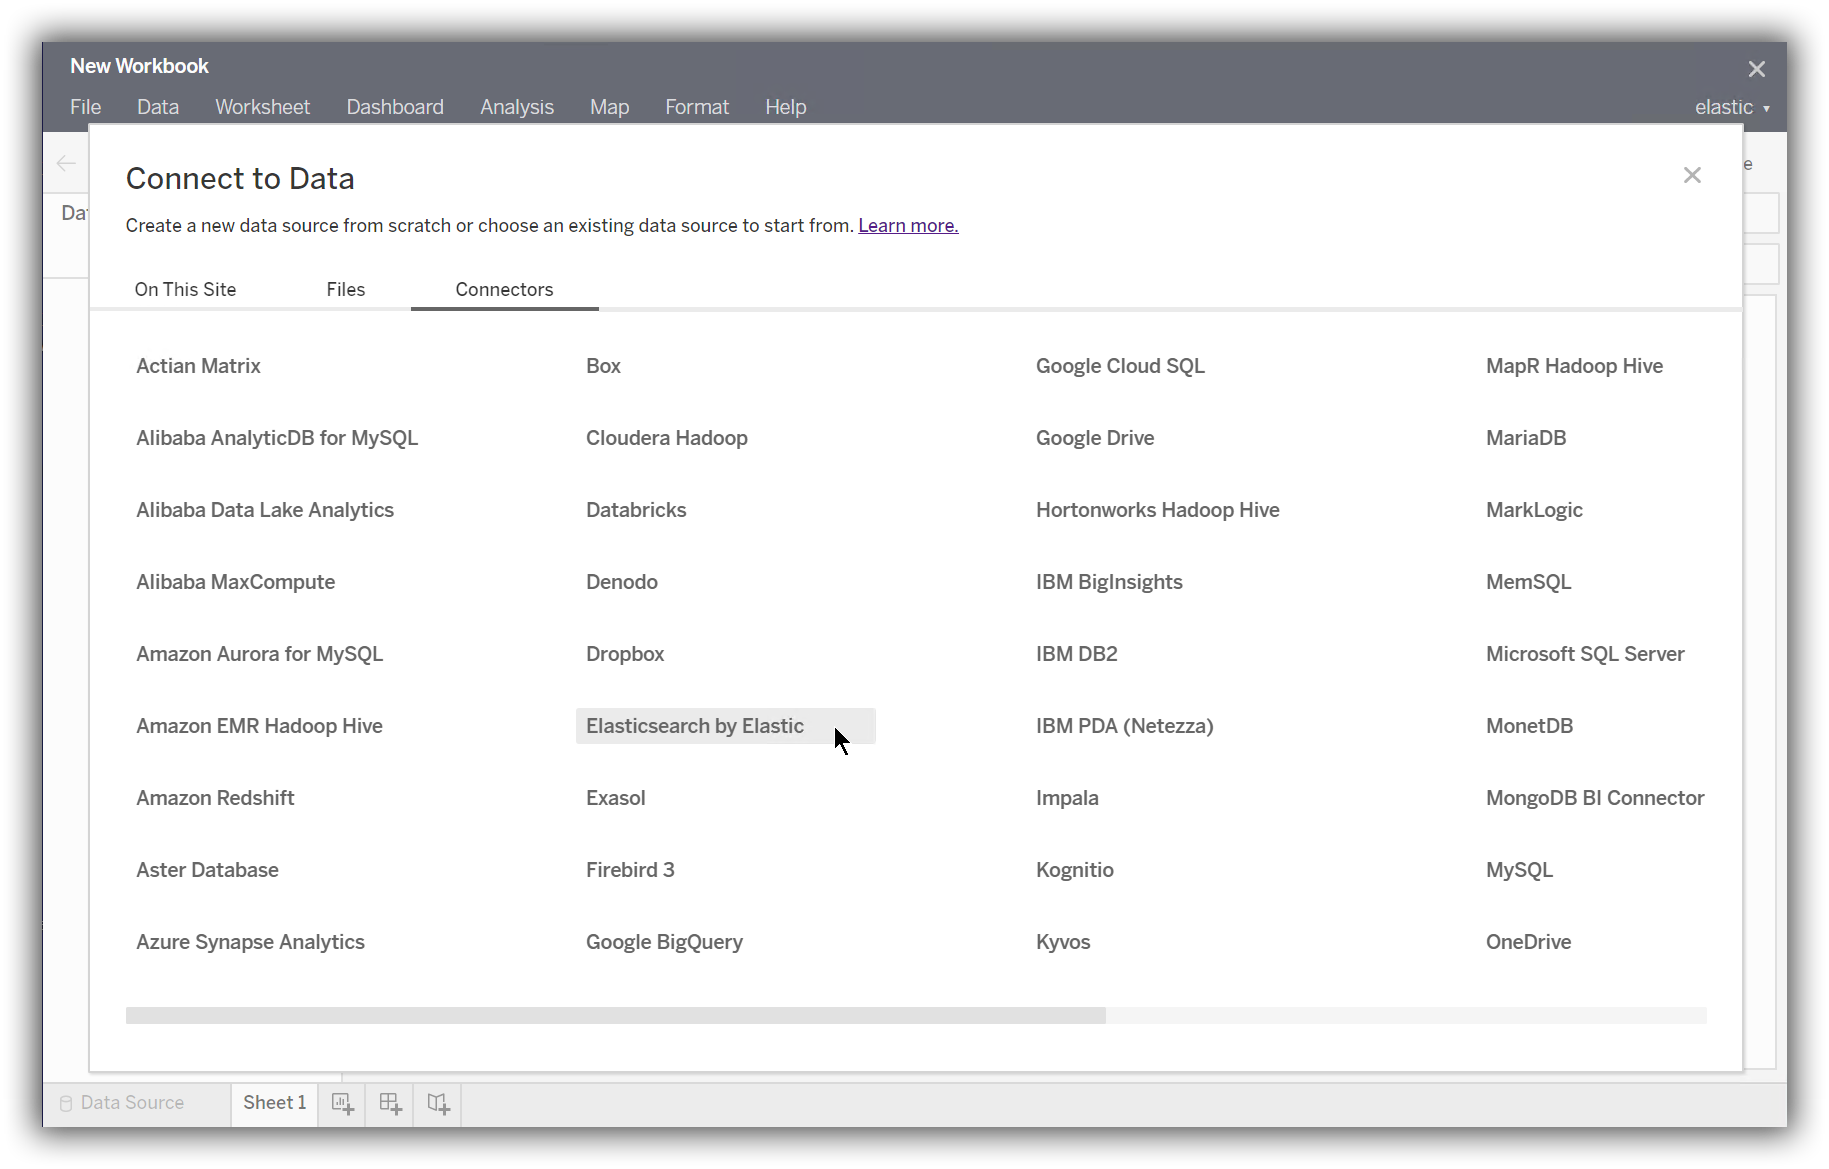 New Workbook
File Data Worksheet Dashboard Analysis Map Format Help elastic
Connect to Data
Create a new data source from scratch or choose an existing data source to start from. Learn more.
On This Site Files Connectors
Actian Matrix Box Google Cloud SQL MapR Hadoop Hive
Alibaba AnalyticDB for MySQL Cloudera Hadoop Google Drive MariaDB
Alibaba Data Lake Analytics Databricks Hortonworks Hadoop Hive MarkLogic
Alibaba MaxCompute Denodo IBM BigInsights MemSQL
Amazon Aurora for MySQL Dropbox IBM DB2 Microsoft SQL Server
Amazon EMR Hadoop Hive Elasticsearch by Elastic IBM PDA (Netezza) MonetDB
Amazon Redshift Exasol Impala MongoDB BI Connector
Aster Database Firebird 3 Kognitio MySQL
Azure Synapse Analytics Google BigQuery Kyvos OneDrive
Data Source Sheet 1